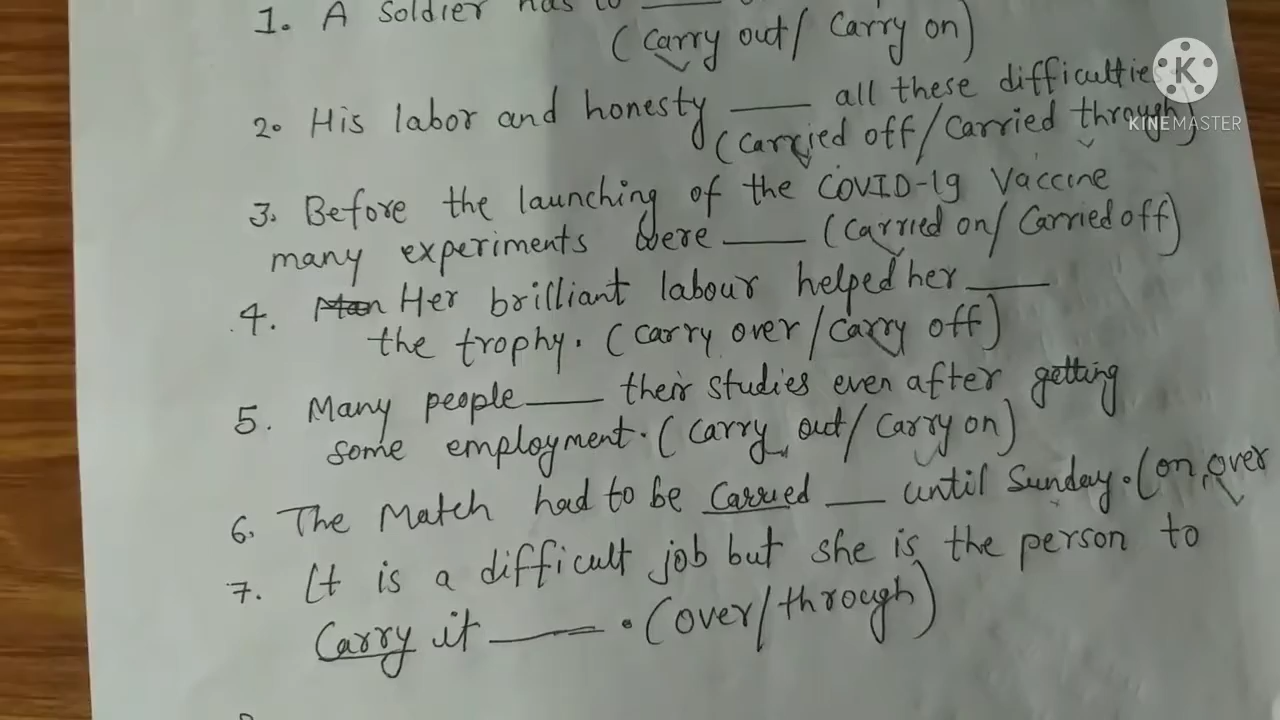 1. A Soldier has to
(Carry out/ Carry on)
2. His labor and honesty ____ all these difficulties
(Carried off/Carried through)
3. Before the launching of the COVID-19 Vaccine
many experiments were ____ (Carried on/ Carried off)
4. Her brilliant labour helped her ____
the trophy. (Carry over/Carry off)
5. Many people ____ their studies even after getting
some employment. (Carry out/ Carry on)
6. The Match had to be Carried ____ until Sunday. (on, over
7. It is a difficult job but she is the person to
Carry it ____. (over/through)
KINEMASTER